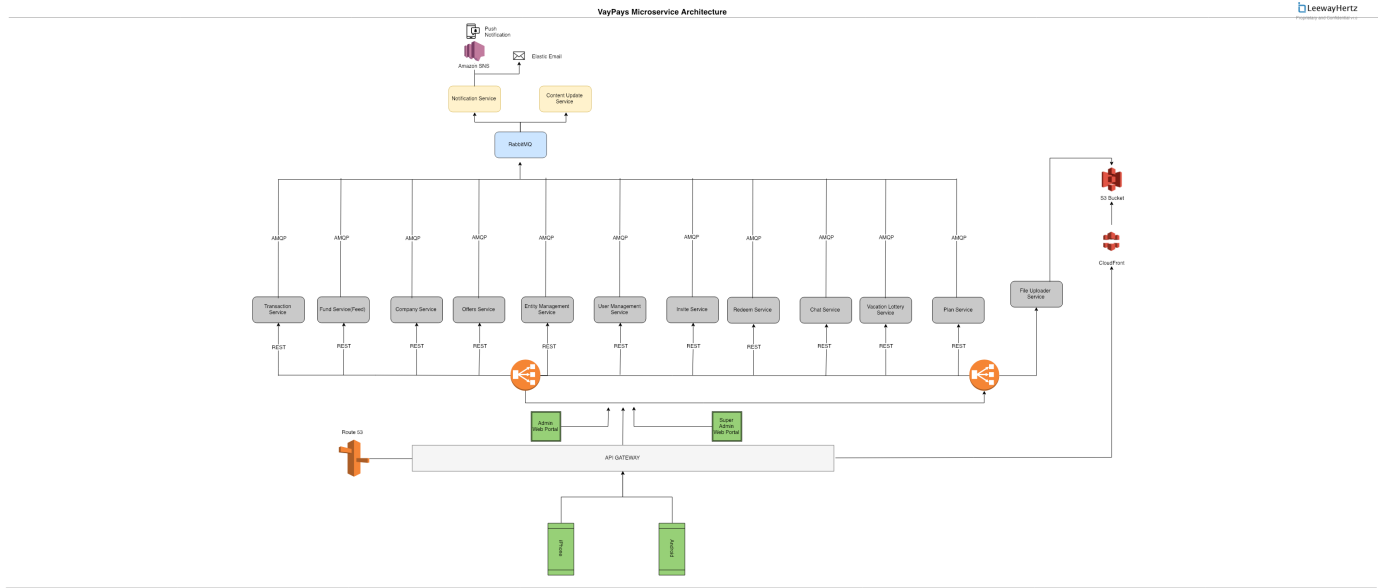 VayPays Microservice Architecture
LeewayHertz
Push
Notification
Amazon SNS
Elastic Email
Notification Service
Content Update
Service
RabbitMQ
S3 Bucket
AMQP
AMQP
AMQP
AMQP
AMQP
AMQP
AMQP
AMQP
AMQP
AMQP
AMQP
CloudFront
File Uploader
Service
Transaction
Service
Fund Service(Feed)
Company Service
Offers Service
Entity Management
Service
User Management
Service
Invite Service
Redeem Service
Chat Service
Vacation Lottery
Service
Plan Service
REST
REST
REST
REST
REST
REST
REST
REST
REST
REST
REST
Admin
Web Portal
Super
Admin
Web Portal
Route 53
API GATEWAY
iPhone
Android